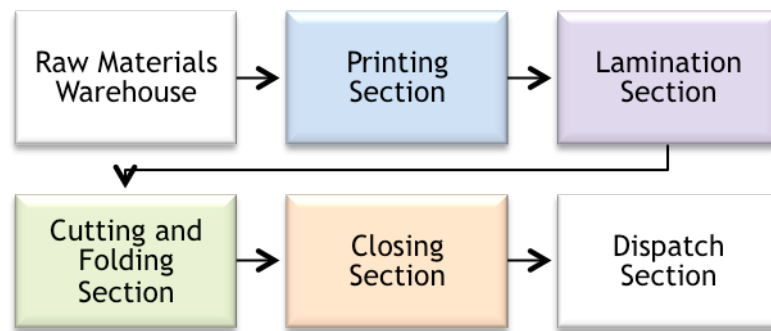 Raw Materials
Warehouse
Printing
Section
Lamination
Section
Cutting and
Folding
Section
Closing
Section
Dispatch
Section